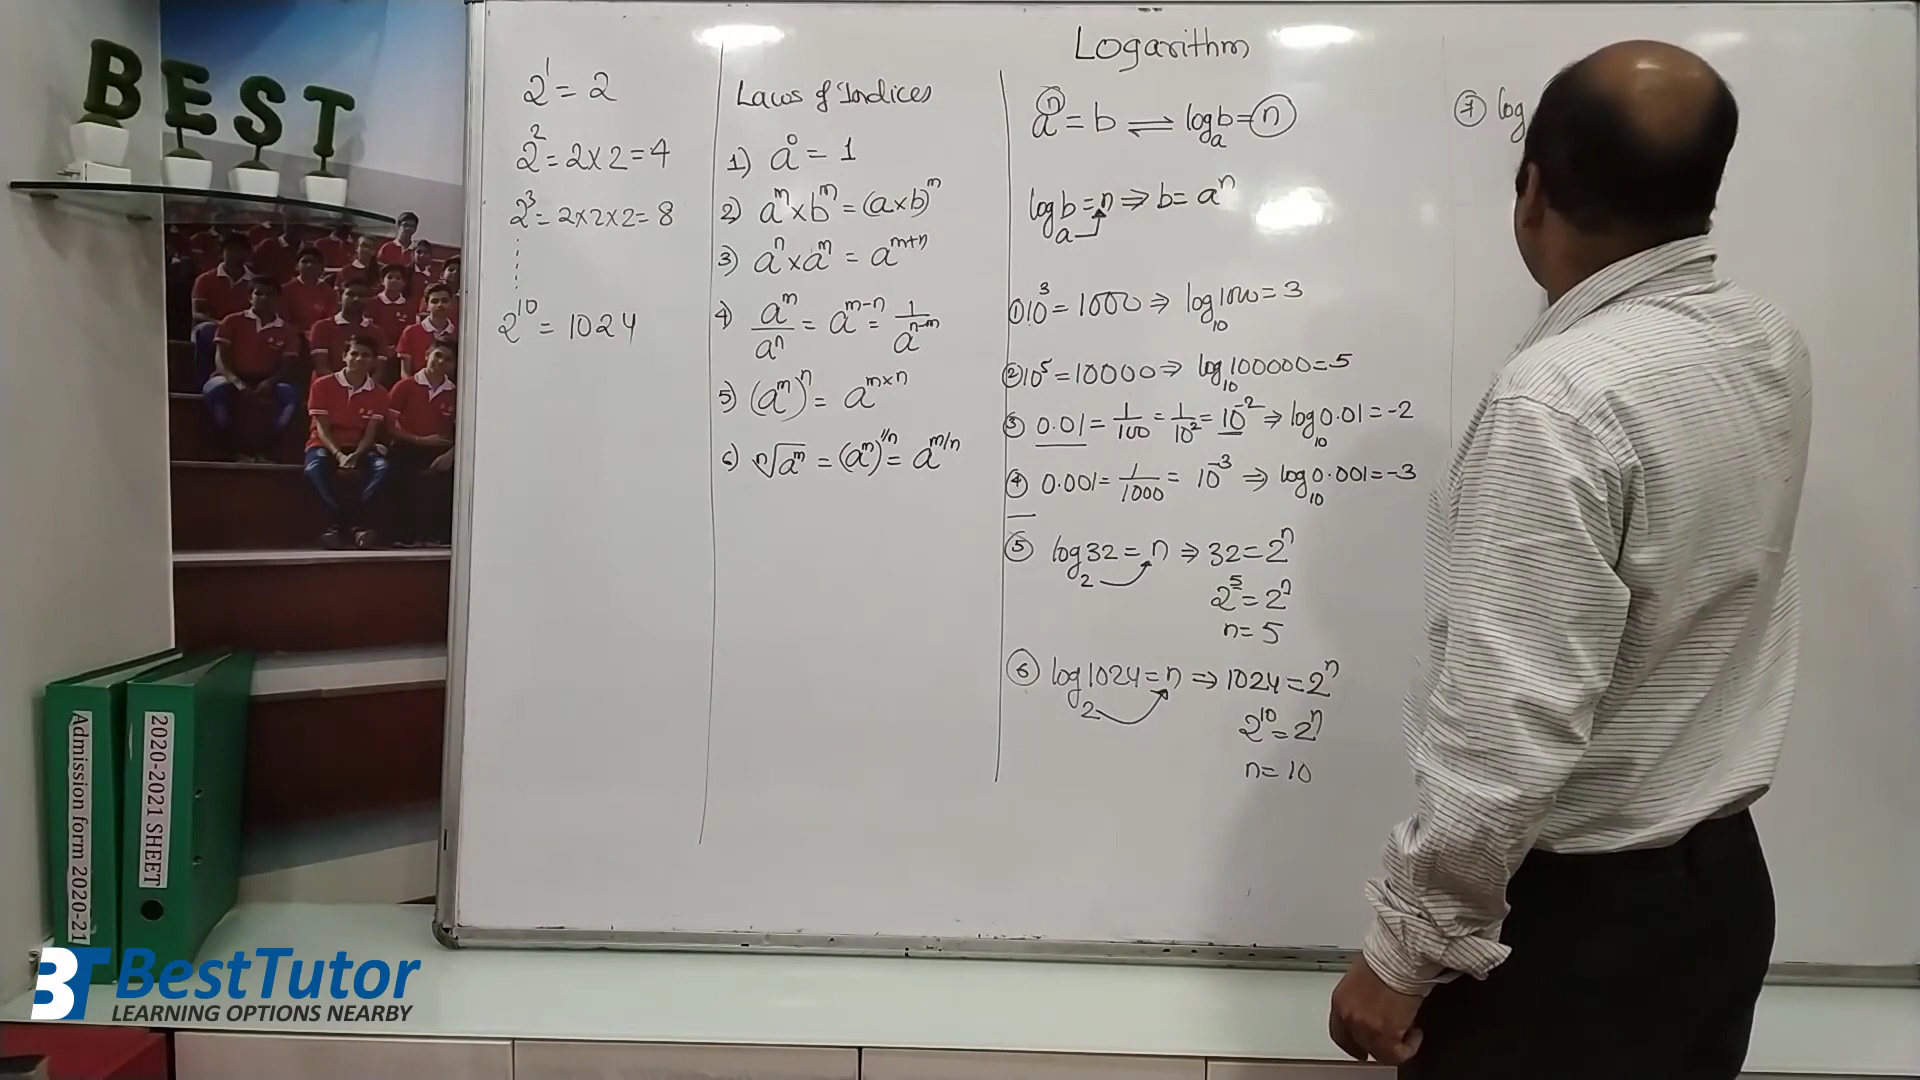 BEST
2¹ = 2
2² = 2×2 = 4
2³ = 2×2×2 = 8
2¹⁰ = 1024
Laws of Indices
1) a⁰ = 1
2) aᵐ×bᵐ = (a×b)ᵐ
3) aⁿ×aᵐ = aᵐ⁺ⁿ
4) aᵐ/aⁿ = aᵐ⁻ⁿ = 1/aⁿ⁻ᵐ
5) (aᵐ)ⁿ = aᵐˣⁿ
6) ⁿ√aᵐ = (aᵐ)^1/n = a^m/n
Logarithm
aⁿ = b ⇌ logₐb = n
logₐb = n ⇒ b = aⁿ
① 10³ = 1000 ⇒ log₁₀1000 = 3
② 10⁵ = 10000 ⇒ log₁₀100000 = 5
③ 0.01 = 1/100 = 1/10² = 10⁻² ⇒ log₁₀0.01 = -2
④ 0.001 = 1/1000 = 10⁻³ ⇒ log₁₀0.001 = -3
⑤ log₂32 = n ⇒ 32 = 2ⁿ
2⁵ = 2ⁿ
n = 5
⑥ log₂1024 = n ⇒ 1024 = 2ⁿ
2¹⁰ = 2ⁿ
n = 10
⑦ log
Admission form 2020-21
2020-2021 SHEET
BT BestTutor
LEARNING OPTIONS NEARBY